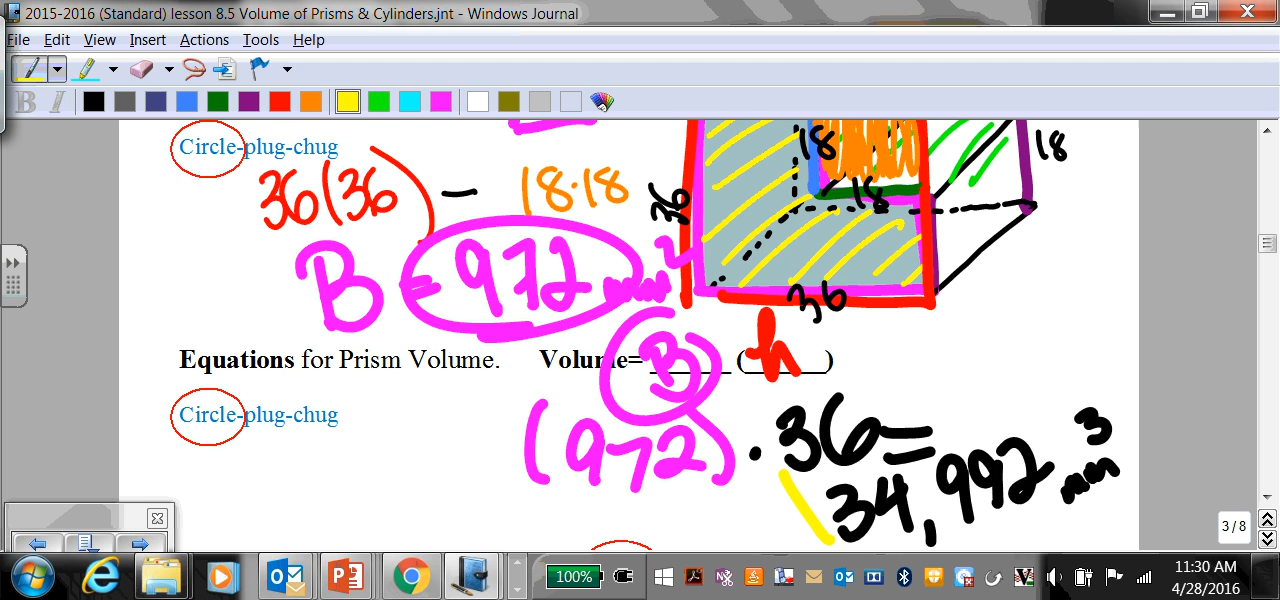 2015-2016 (Standard) lesson 8.5 Volume of Prisms & Cylinders.jnt - Windows Journal
File Edit View Insert Actions Tools Help
B I
Circle-plug-chug
18
18
18
36(36) - 18·18
36
B = 972 mm²
36
Equations for Prism Volume. Volume= B (h)
Circle-plug-chug
(972) · 36 =
34,992 mm³
3 / 8
100%
11:30 AM
4/28/2016